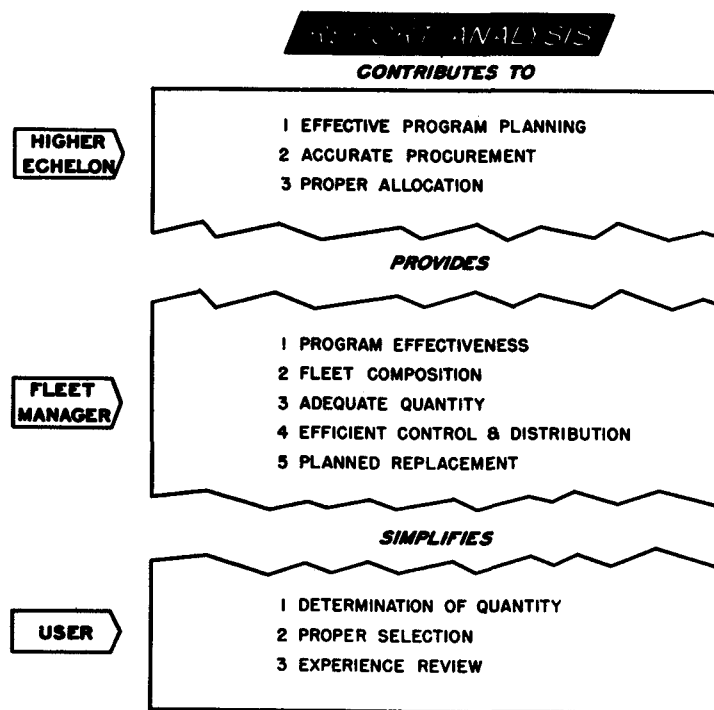 REPORT ANALYSIS
CONTRIBUTES TO
HIGHER
ECHELON
1 EFFECTIVE PROGRAM PLANNING
2 ACCURATE PROCUREMENT
3 PROPER ALLOCATION
PROVIDES
FLEET
MANAGER
1 PROGRAM EFFECTIVENESS
2 FLEET COMPOSITION
3 ADEQUATE QUANTITY
4 EFFICIENT CONTROL & DISTRIBUTION
5 PLANNED REPLACEMENT
SIMPLIFIES
USER
1 DETERMINATION OF QUANTITY
2 PROPER SELECTION
3 EXPERIENCE REVIEW